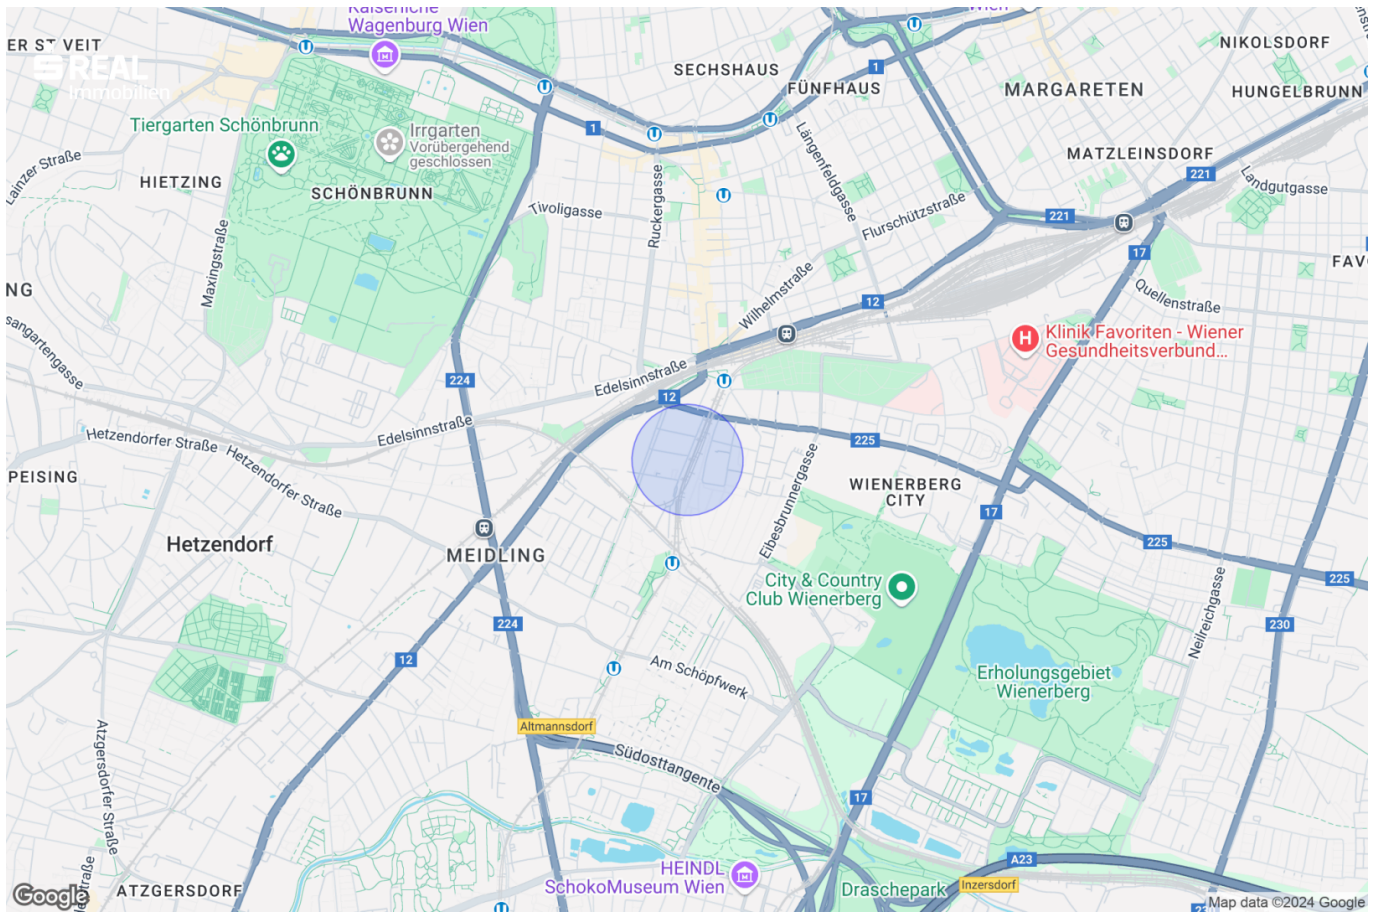 Kaiserliche
Wagenburg Wien
Wien
ER ST VEIT
NIKOLSDORF
SREAL
Immobilien
SECHSHAUS
1
FÜNFHAUS
MARGARETEN
HUNGELBRUNN
Tiergarten Schönbrunn
Irrgarten
Vorübergehend
geschlossen
1
Längenfeldgasse
MATZLEINSDORF
221
Landgutgasse
Lainzer Straße
HIETZING
SCHÖNBRUNN
Tivoligasse
Ruckergasse
Flurschützstraße
221
17
Maxingstraße
Wilhelmstraße
FAV
NG
12
Quellenstraße
sangartengasse
Klinik Favoriten - Wiener
Gesundheitsverbund...
H
Edelsinnstraße
224
12
Edelsinnstraße
Hetzendorfer Straße
225
PEISING
Hetzendorfer Straße
Eibesbrunnergasse
WIENERBERG
CITY
17
Hetzendorf
MEIDLING
225
225
City & Country
Club Wienerberg
Neilreichgasse
224
230
12
Am Schöpfwerk
Erholungsgebiet
Wienerberg
Altmannsdorf
Atzgersdorfer Straße
Südosttangente
17
HEINDL
SchokoMuseum Wien
A23
Inzersdorf
Draschepark
ATZGERSDORF
Google
Map data ©2024 Google